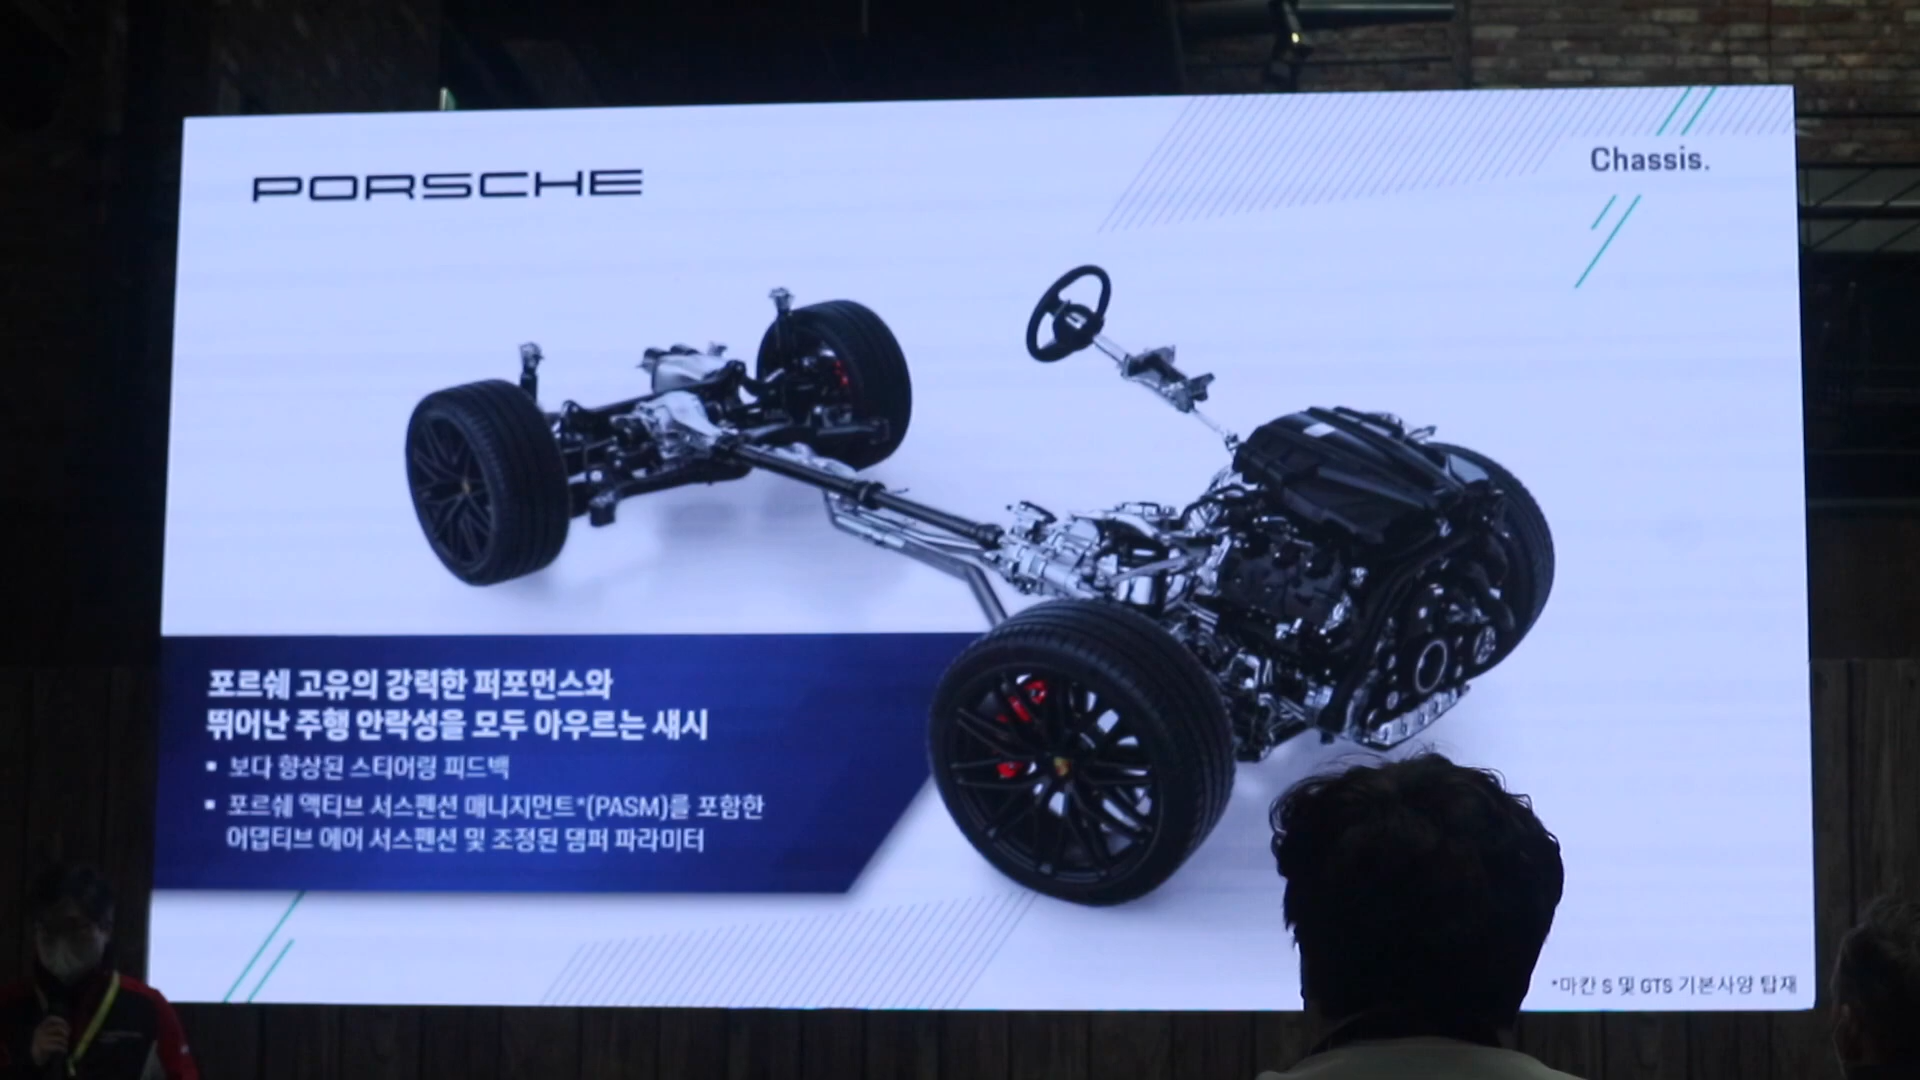 PORSCHE
Chassis.
포르쉐 고유의 강력한 퍼포먼스와
뛰어난 주행 안락성을 모두 아우르는 섀시
▪ 보다 향상된 스티어링 피드백
▪ 포르쉐 액티브 서스펜션 매니지먼트*(PASM)를 포함한
어댑티브 에어 서스펜션 및 조정된 댐퍼 파라미터
*마칸 S 및 GTS 기본사양 탑재